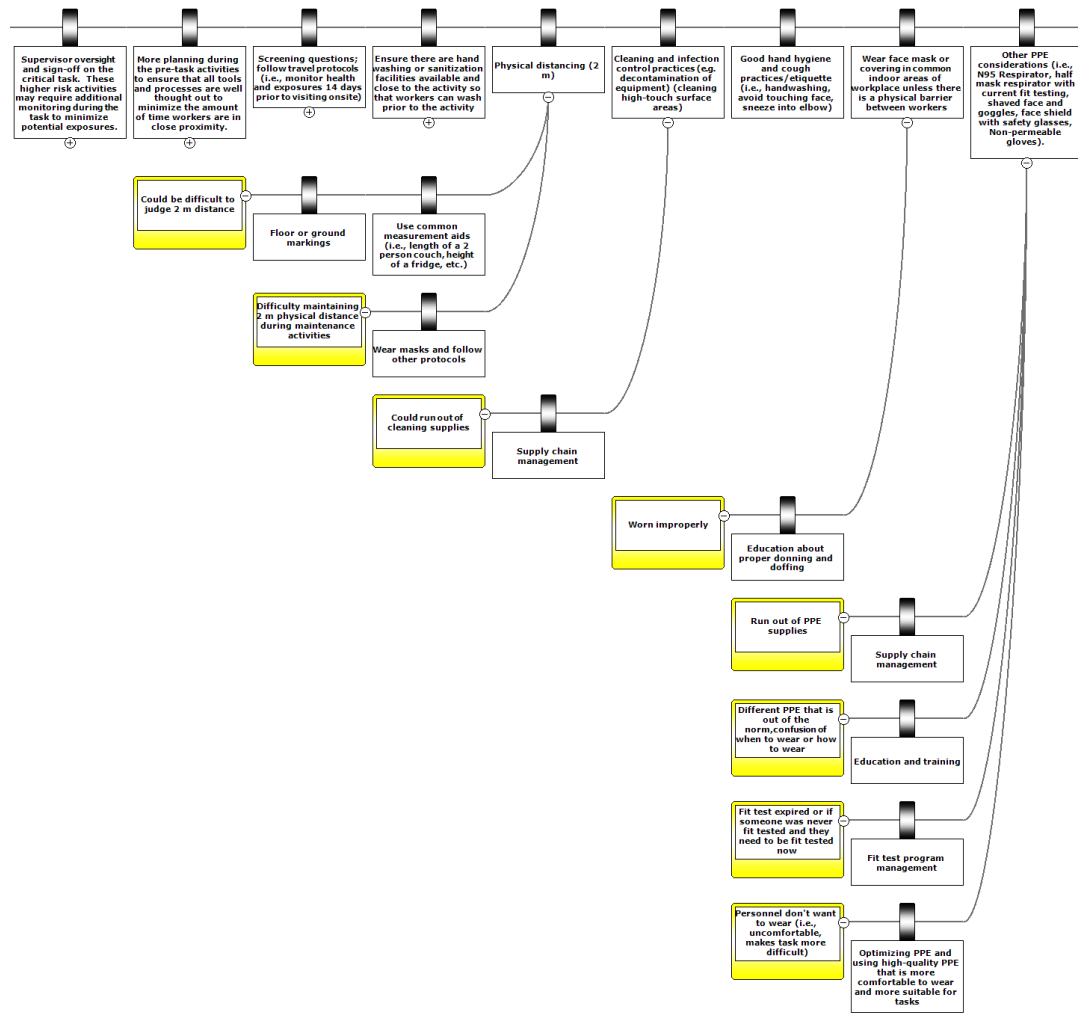 Supervisor oversight
and sign-off on the
critical task.  These
higher risk activities
may require additional
monitoring during the
task to minimize
potential exposures.
More planning during
the pre-task activities
to ensure that all tools
and processes are well
thought out to
minimize the amount
of time workers are in
close proximity.
Screening questions;
follow travel protocols
(i.e., monitor health
and exposures 14 days
prior to visiting onsite)
Ensure there are hand
washing or sanitization
facilities available and
close to the activity so
that workers can wash
prior to the activity
Physical distancing (2
m)
Cleaning and infection
control practices (e.g.
decontamination of
equipment) (cleaning
high-touch surface
areas)
Good hand hygiene
and cough
practices/etiquette
(i.e., handwashing,
avoid touching face,
sneeze into elbow)
Wear face mask or
covering in common
indoor areas of
workplace unless there
is a physical barrier
between workers
Other PPE
considerations (i.e.,
N95 Respirator, half
mask respirator with
current fit testing,
shaved face and
goggles, face shield
with safety glasses,
Non-permeable
gloves).
Could be difficult to
judge 2 m distance
Floor or ground
markings
Use common
measurement aids
(i.e., length of a 2
person couch, height
of a fridge, etc.)
Difficulty maintaining
2 m physical distance
during maintenance
activities
Wear masks and follow
other protocols
Could run out of
cleaning supplies
Supply chain
management
Worn improperly
Education about
proper donning and
doffing
Run out of PPE
supplies
Supply chain
management
Different PPE that is
out of the
norm,confusion of
when to wear or how
to wear
Education and training
Fit test expired or if
someone was never
fit tested and they
need to be fit tested
now
Fit test program
management
Personnel don't want
to wear (i.e.,
uncomfortable,
makes task more
difficult)
Optimizing PPE and
using high-quality PPE
that is more
comfortable to wear
and more suitable for
tasks